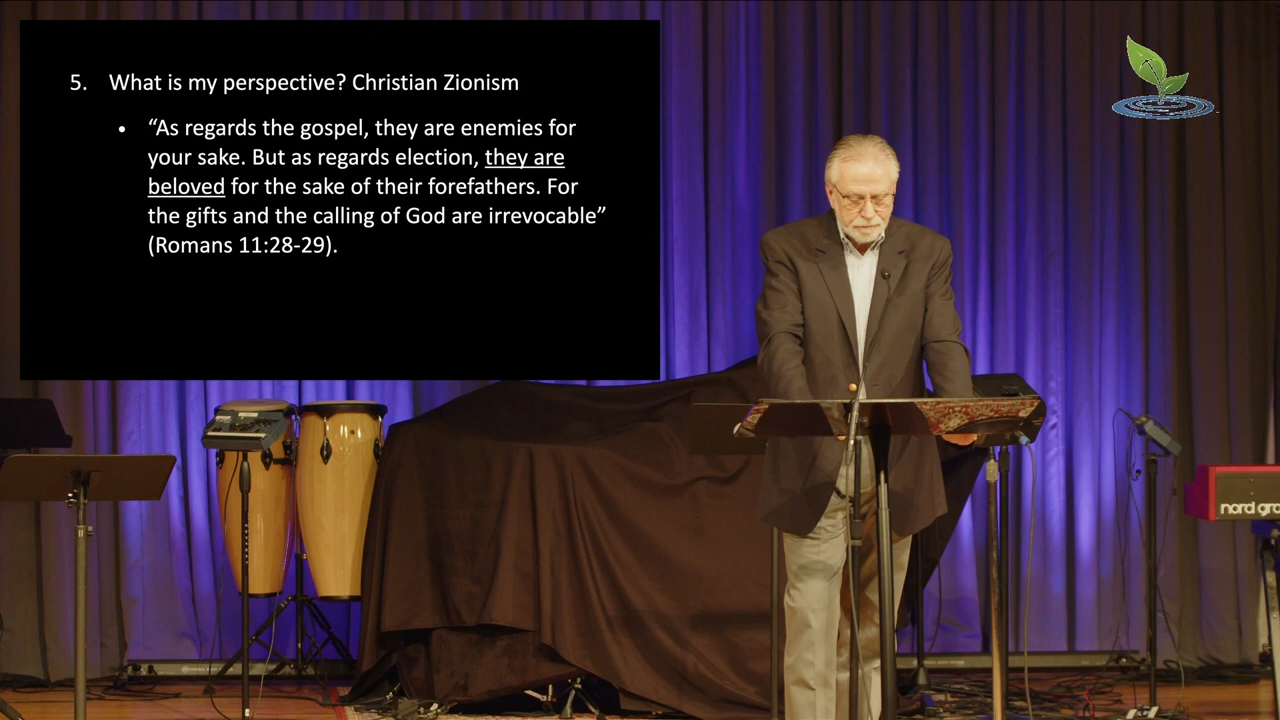 5. What is my perspective? Christian Zionism
• “As regards the gospel, they are enemies for
your sake. But as regards election, they are
beloved for the sake of their forefathers. For
the gifts and the calling of God are irrevocable”
(Romans 11:28-29).
nord